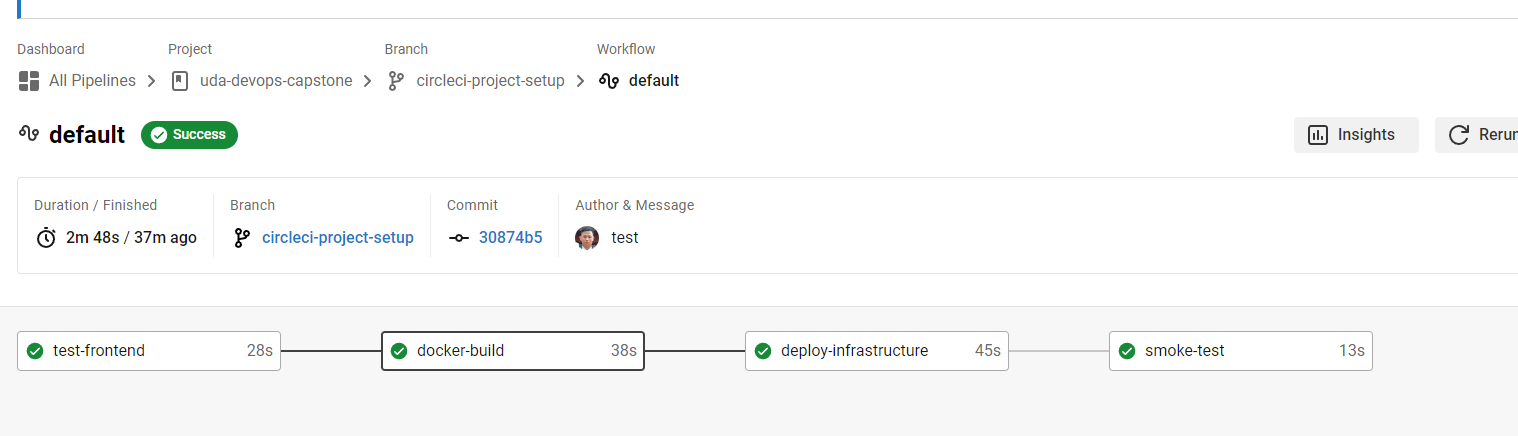 Dashboard Project Branch Workflow
All Pipelines uda-devops-capstone circleci-project-setup default
default Success Insights Rerun
Duration / Finished Branch Commit Author & Message
2m 48s / 37m ago circleci-project-setup 30874b5 test
test-frontend 28s docker-build 38s deploy-infrastructure 45s smoke-test 13s